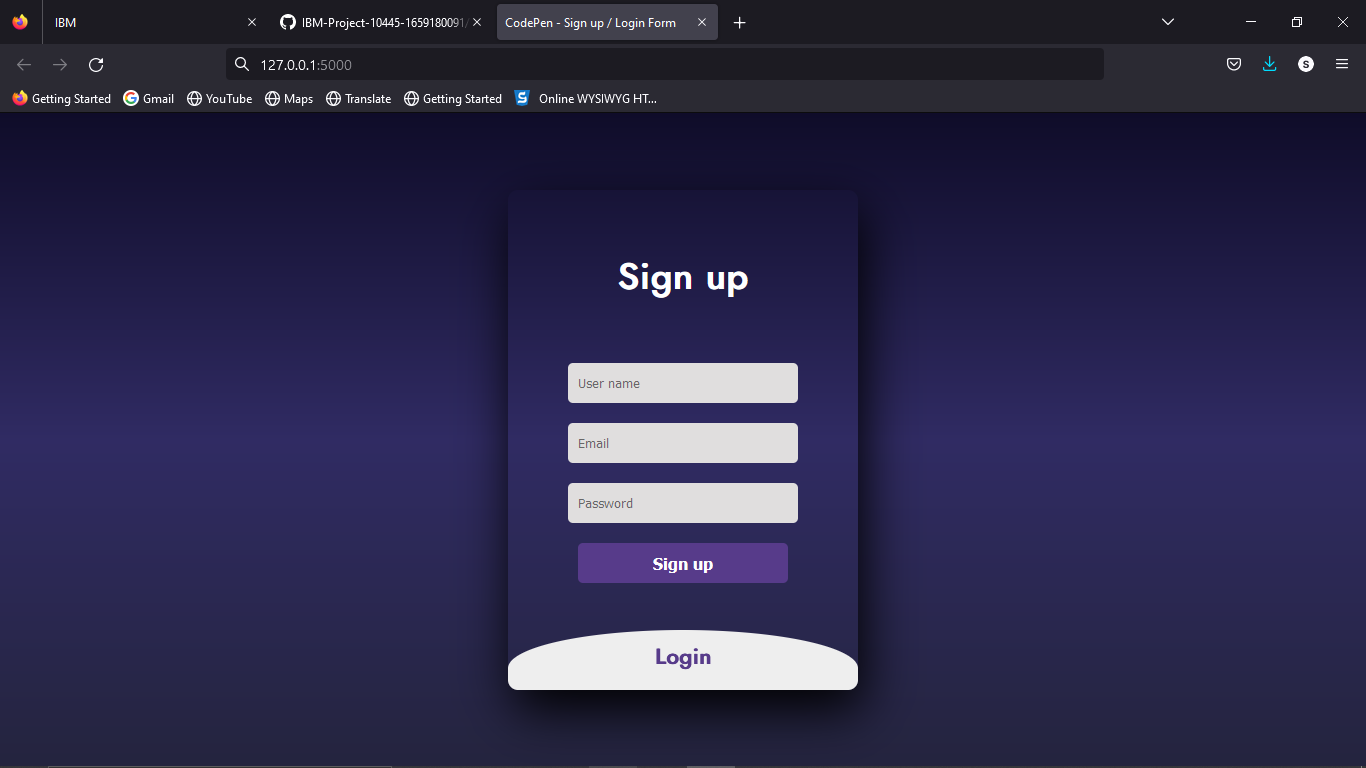 IBM
IBM-Project-10445-1659180091/
CodePen - Sign up / Login Form
127.0.0.1:5000
S
Getting Started
Gmail
YouTube
Maps
Translate
Getting Started
Online WYSIWYG HT...
Sign up
User name
Email
Password
Sign up
Login